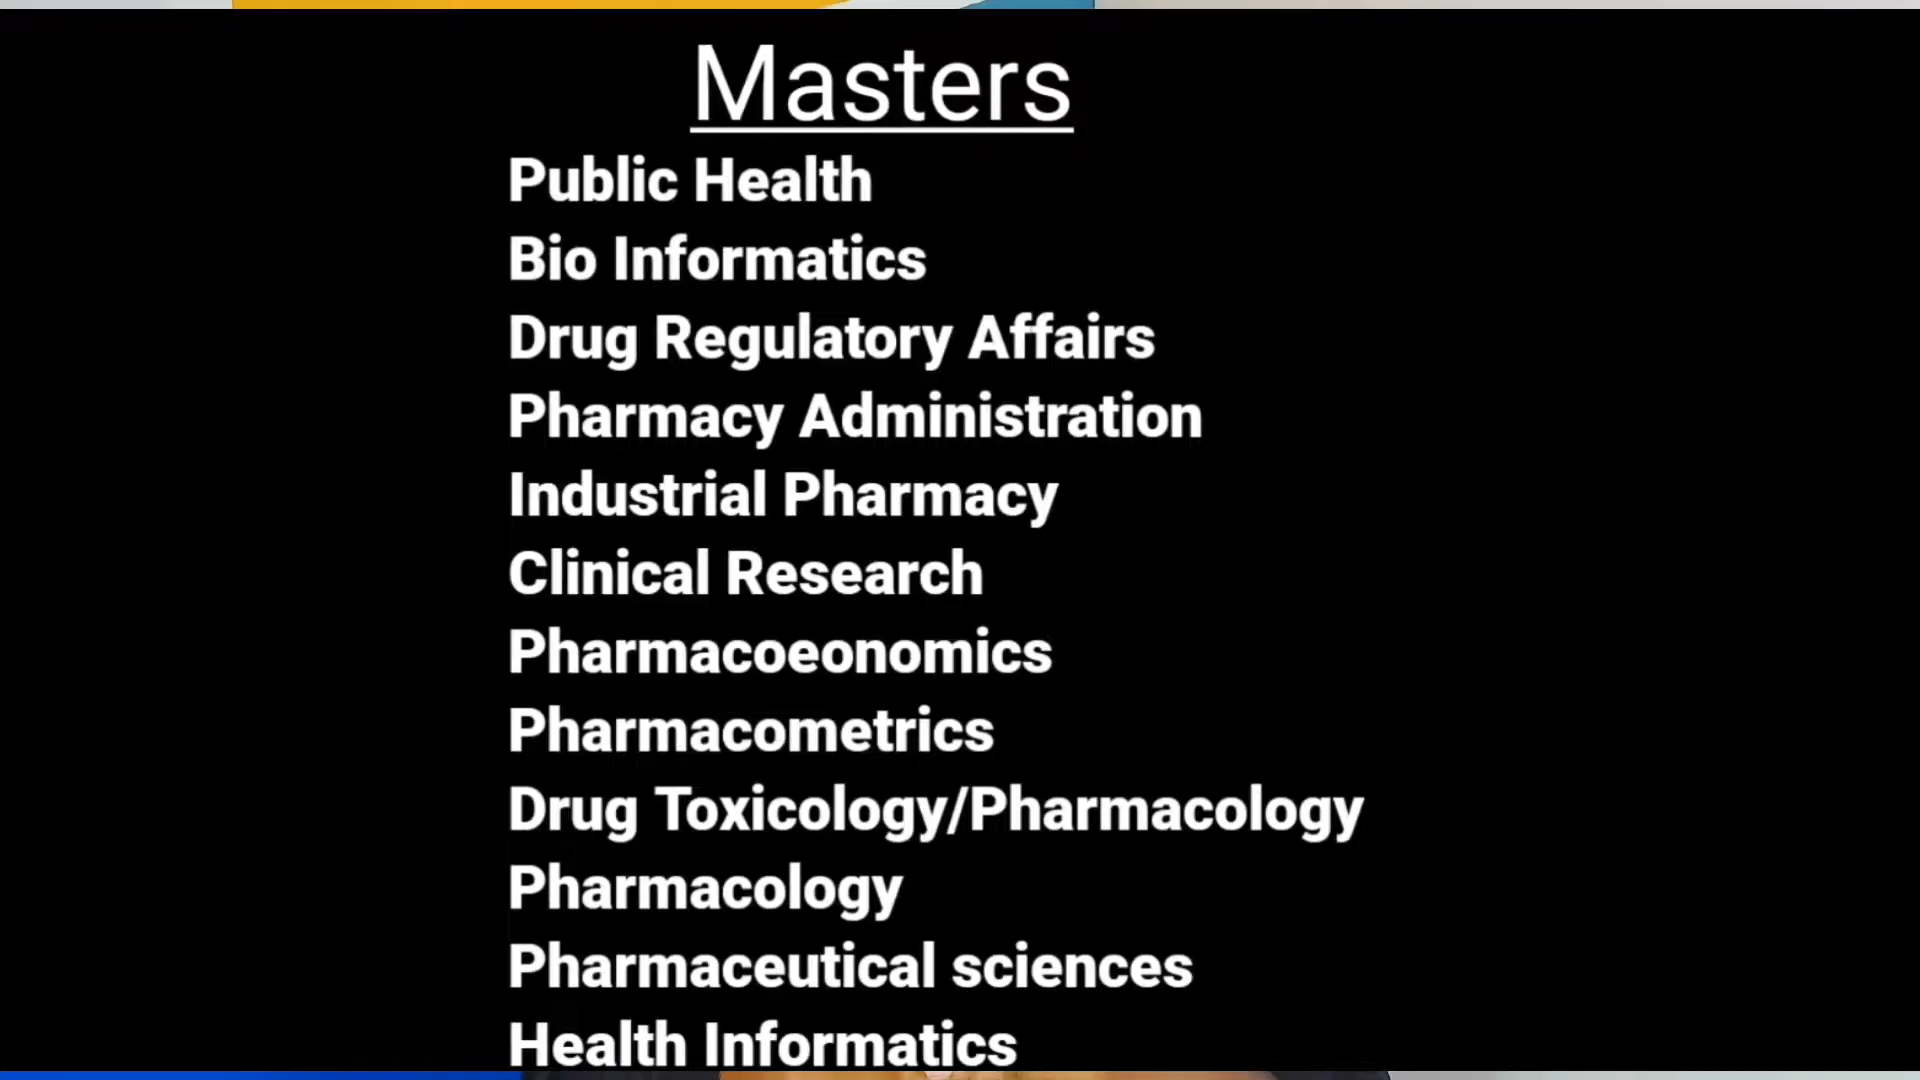 Masters
Public Health
Bio Informatics
Drug Regulatory Affairs
Pharmacy Administration
Industrial Pharmacy
Clinical Research
Pharmacoeonomics
Pharmacometrics
Drug Toxicology/Pharmacology
Pharmacology
Pharmaceutical sciences
Health Informatics